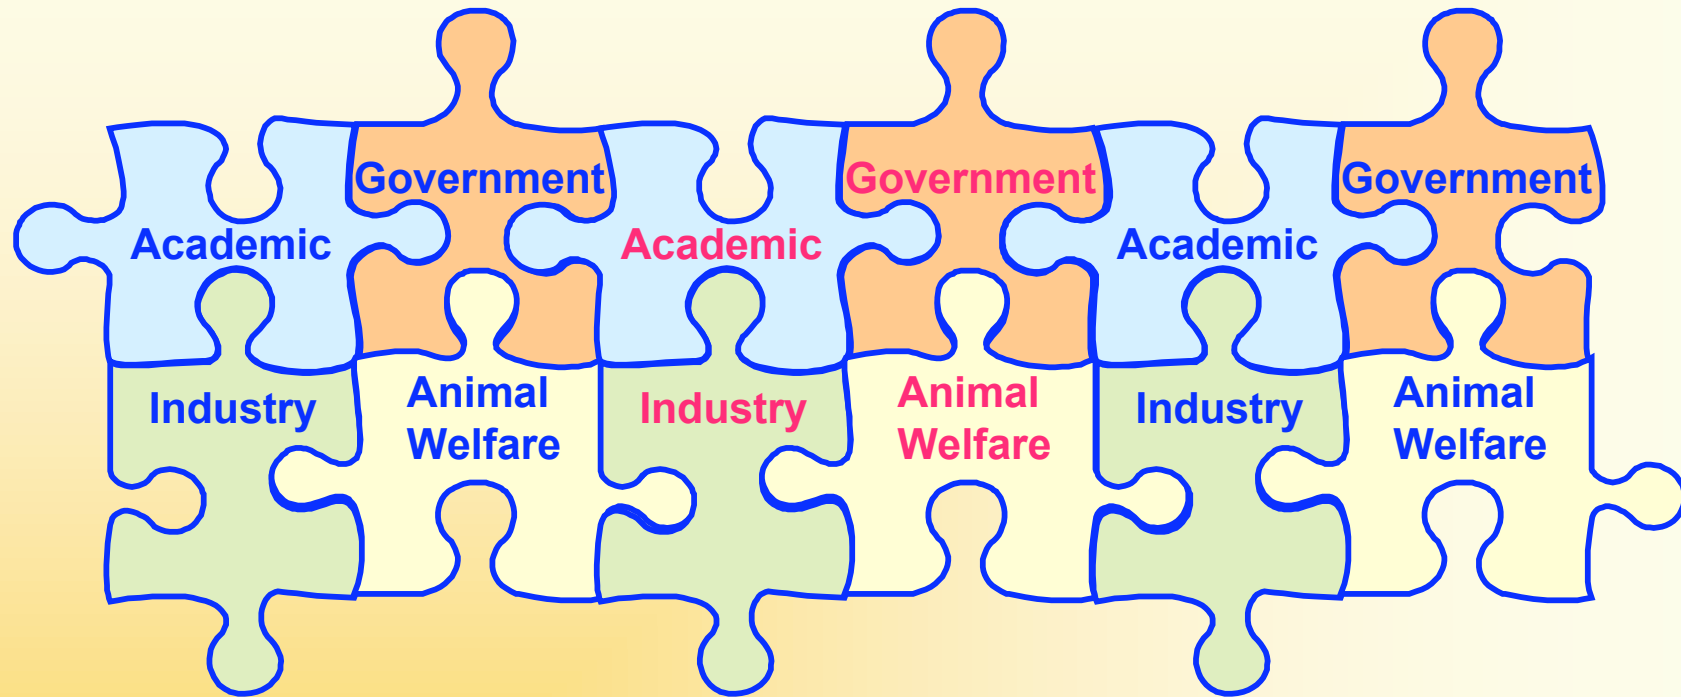 Government
Government
Government
Academic
Academic
Academic
Industry
Animal
Welfare
Industry
Animal
Welfare
Industry
Animal
Welfare